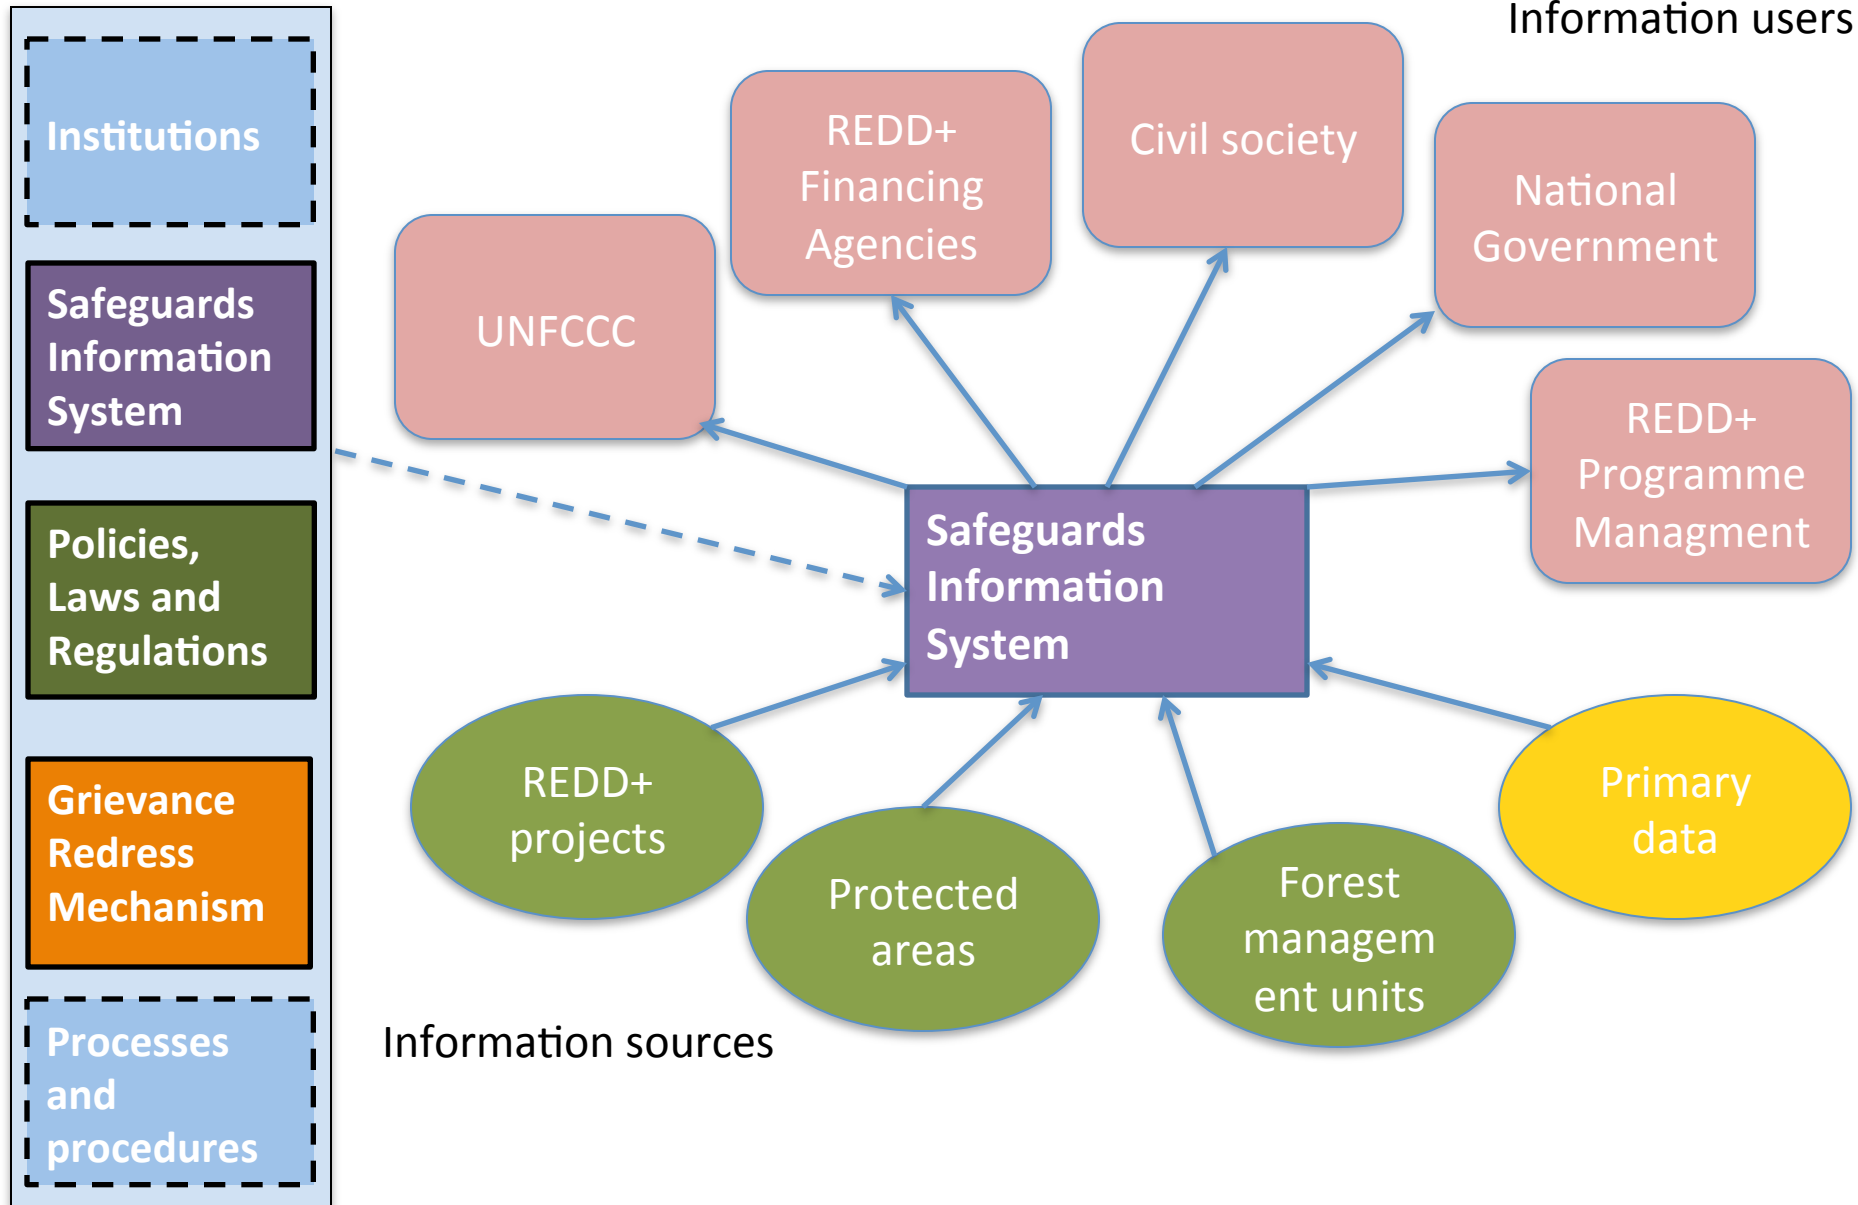 Information users
Institutions
Safeguards
Information
System
Policies,
Laws and
Regulations
Grievance
Redress
Mechanism
Processes
and
procedures
UNFCCC
REDD+
Financing
Agencies
Civil society
National
Government
REDD+
Programme
Managment
Safeguards
Information
System
REDD+
projects
Protected
areas
Forest
managem
ent units
Primary
data
Information sources